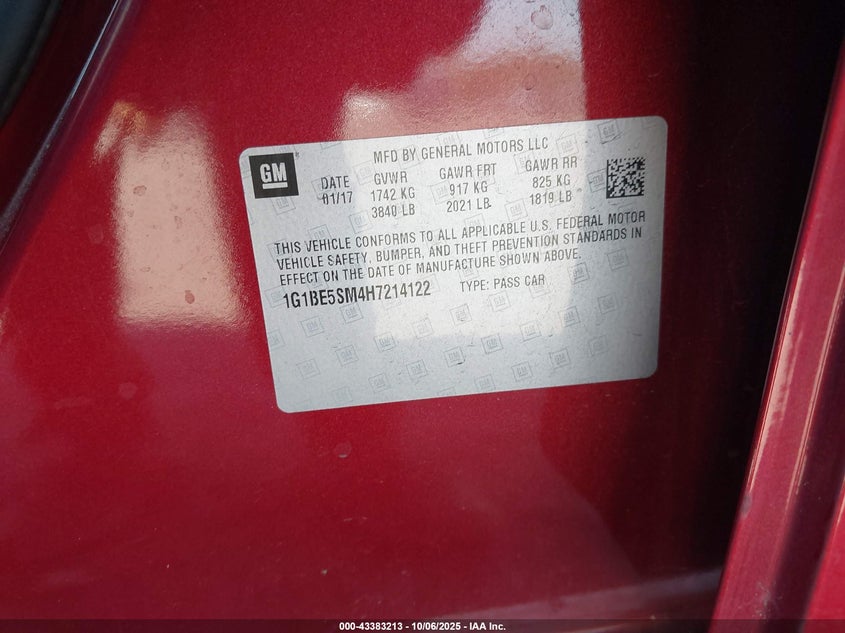 GM
MFD BY GENERAL MOTORS LLC
DATE GVWR GAWR FRT GAWR RR
01/17 1742 KG 917 KG 825 KG
3840 LB 2021 LB 1819 LB
THIS VEHICLE CONFORMS TO ALL APPLICABLE U.S. FEDERAL MOTOR
VEHICLE SAFETY, BUMPER, AND THEFT PREVENTION STANDARDS IN
EFFECT ON THE DATE OF MANUFACTURE SHOWN ABOVE.
1G1BE5SM4H7214122 TYPE: PASS CAR
000-43383213 - 10/06/2025 - IAA Inc.